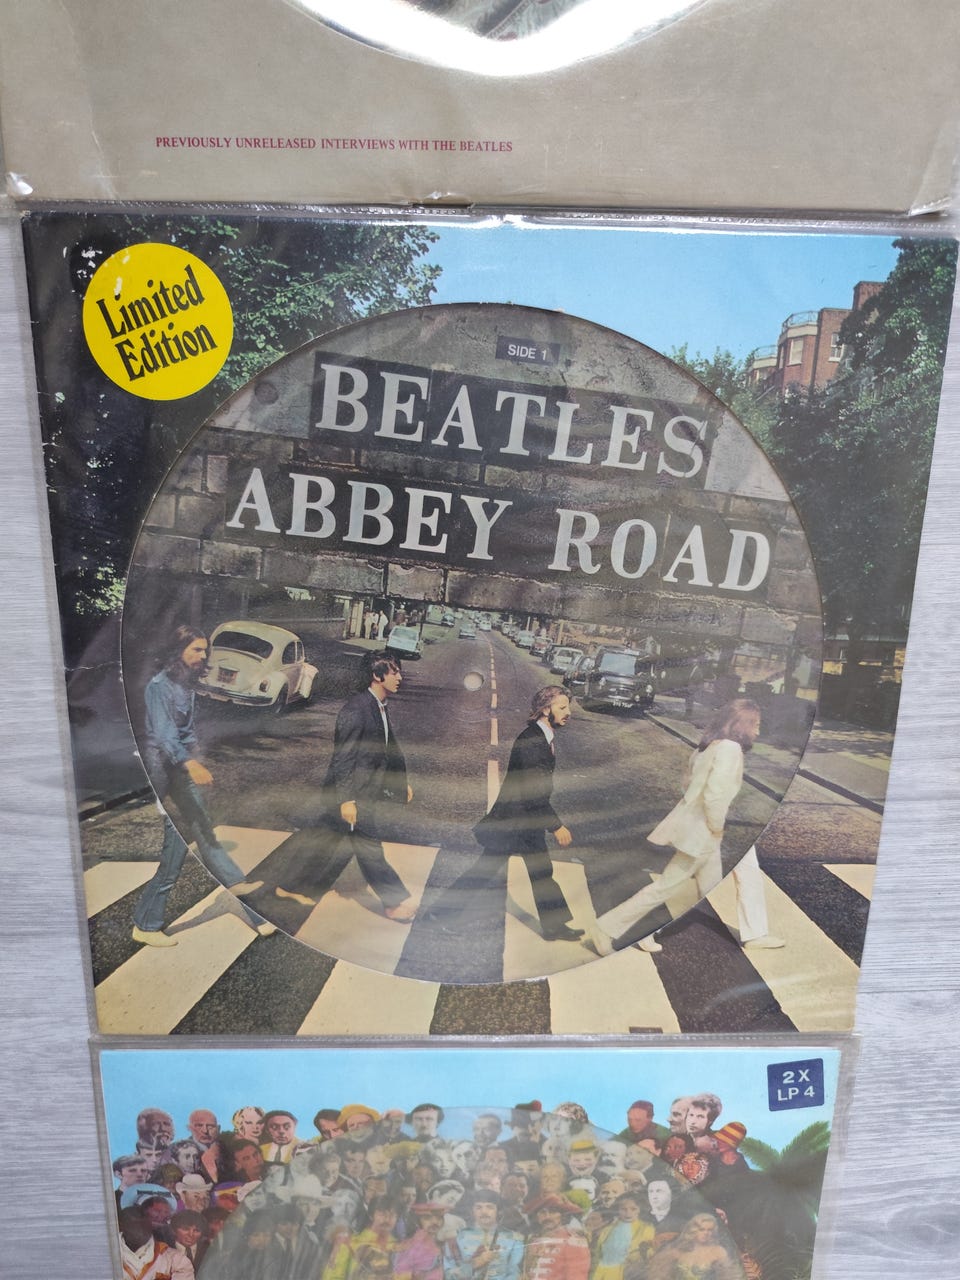 PREVIOUSLY UNRELEASED INTERVIEWS WITH THE BEATLES
Limited
Edition
SIDE 1
BEATLES
ABBEY ROAD
2 X
LP 4